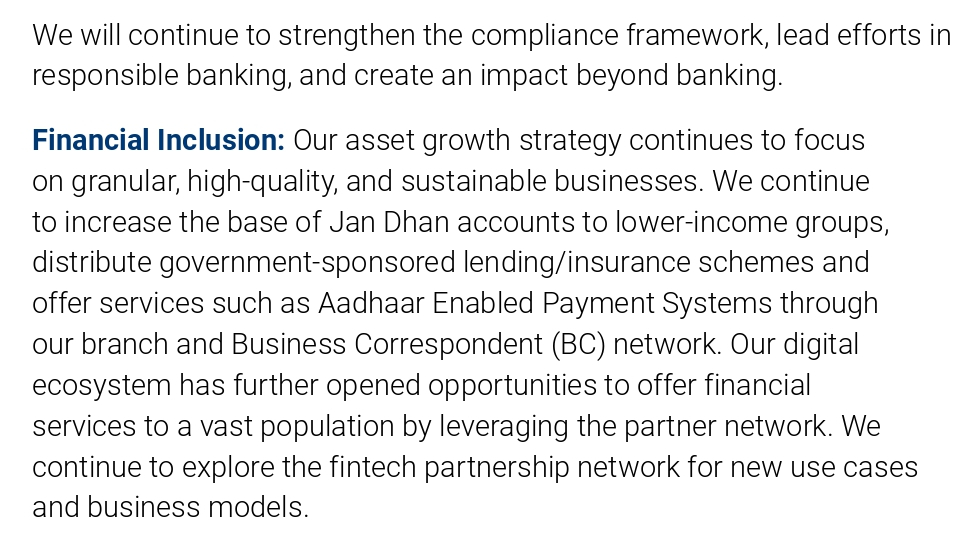 We will continue to strengthen the compliance framework, lead efforts in
responsible banking, and create an impact beyond banking.
Financial Inclusion: Our asset growth strategy continues to focus
on granular, high-quality, and sustainable businesses. We continue
to increase the base of Jan Dhan accounts to lower-income groups,
distribute government-sponsored lending/insurance schemes and
offer services such as Aadhaar Enabled Payment Systems through
our branch and Business Correspondent (BC) network. Our digital
ecosystem has further opened opportunities to offer financial
services to a vast population by leveraging the partner network. We
continue to explore the fintech partnership network for new use cases
and business models.